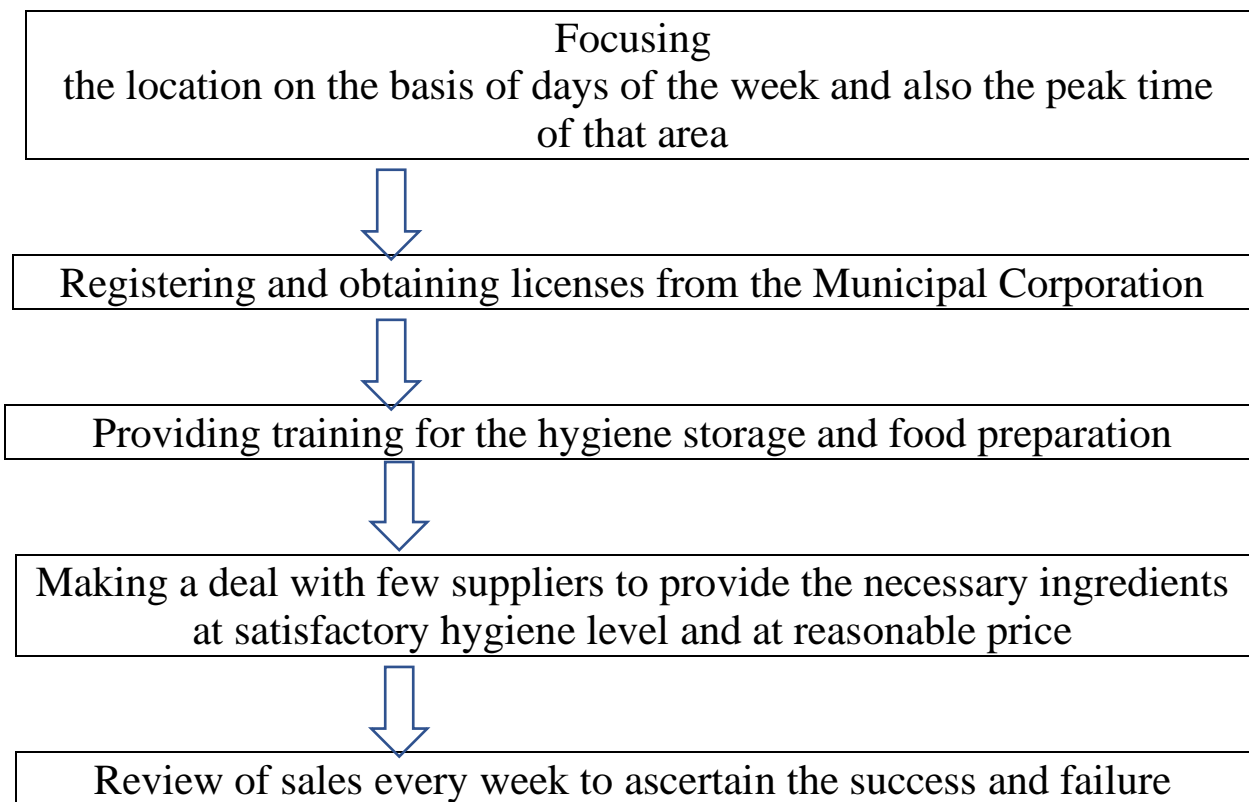 Focusing
the location on the basis of days of the week and also the peak time
of that area
Registering and obtaining licenses from the Municipal Corporation
Providing training for the hygiene storage and food preparation
Making a deal with few suppliers to provide the necessary ingredients
at satisfactory hygiene level and at reasonable price
Review of sales every week to ascertain the success and failure